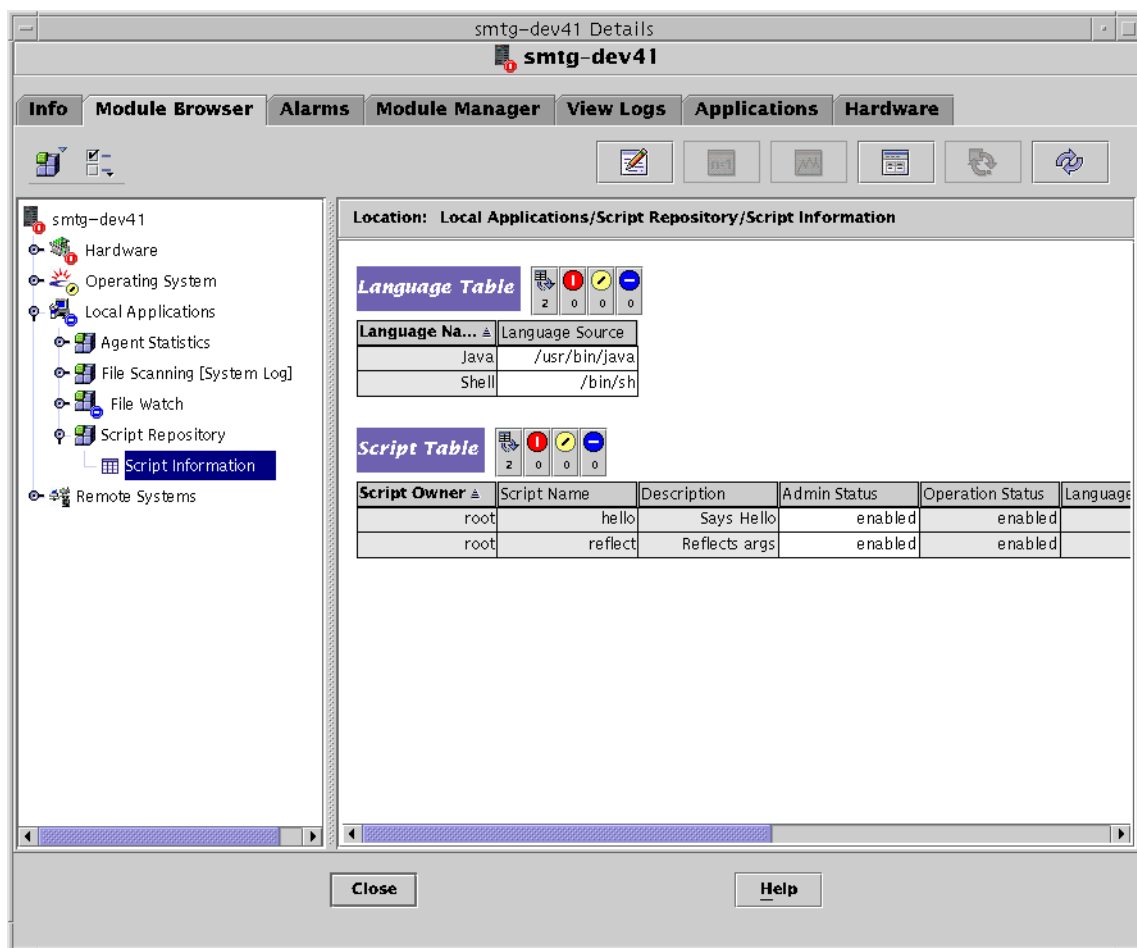 smtg-dev41 Details
smtg-dev41
Info Module Browser Alarms Module Manager View Logs Applications Hardware
n=1
smtg-dev41
Hardware
Operating System
Local Applications
Agent Statistics
File Scanning [System Log]
File Watch
Script Repository
Script Information
Remote Systems
Location: Local Applications/Script Repository/Script Information
Language Table
2 0 0 0
Language Na... Language Source
Java /usr/bin/java
Shell /bin/sh
Script Table
2 0 0 0
Script Owner Script Name Description Admin Status Operation Status Language
root hello Says Hello enabled enabled
root reflect Reflects args enabled enabled
Close Help